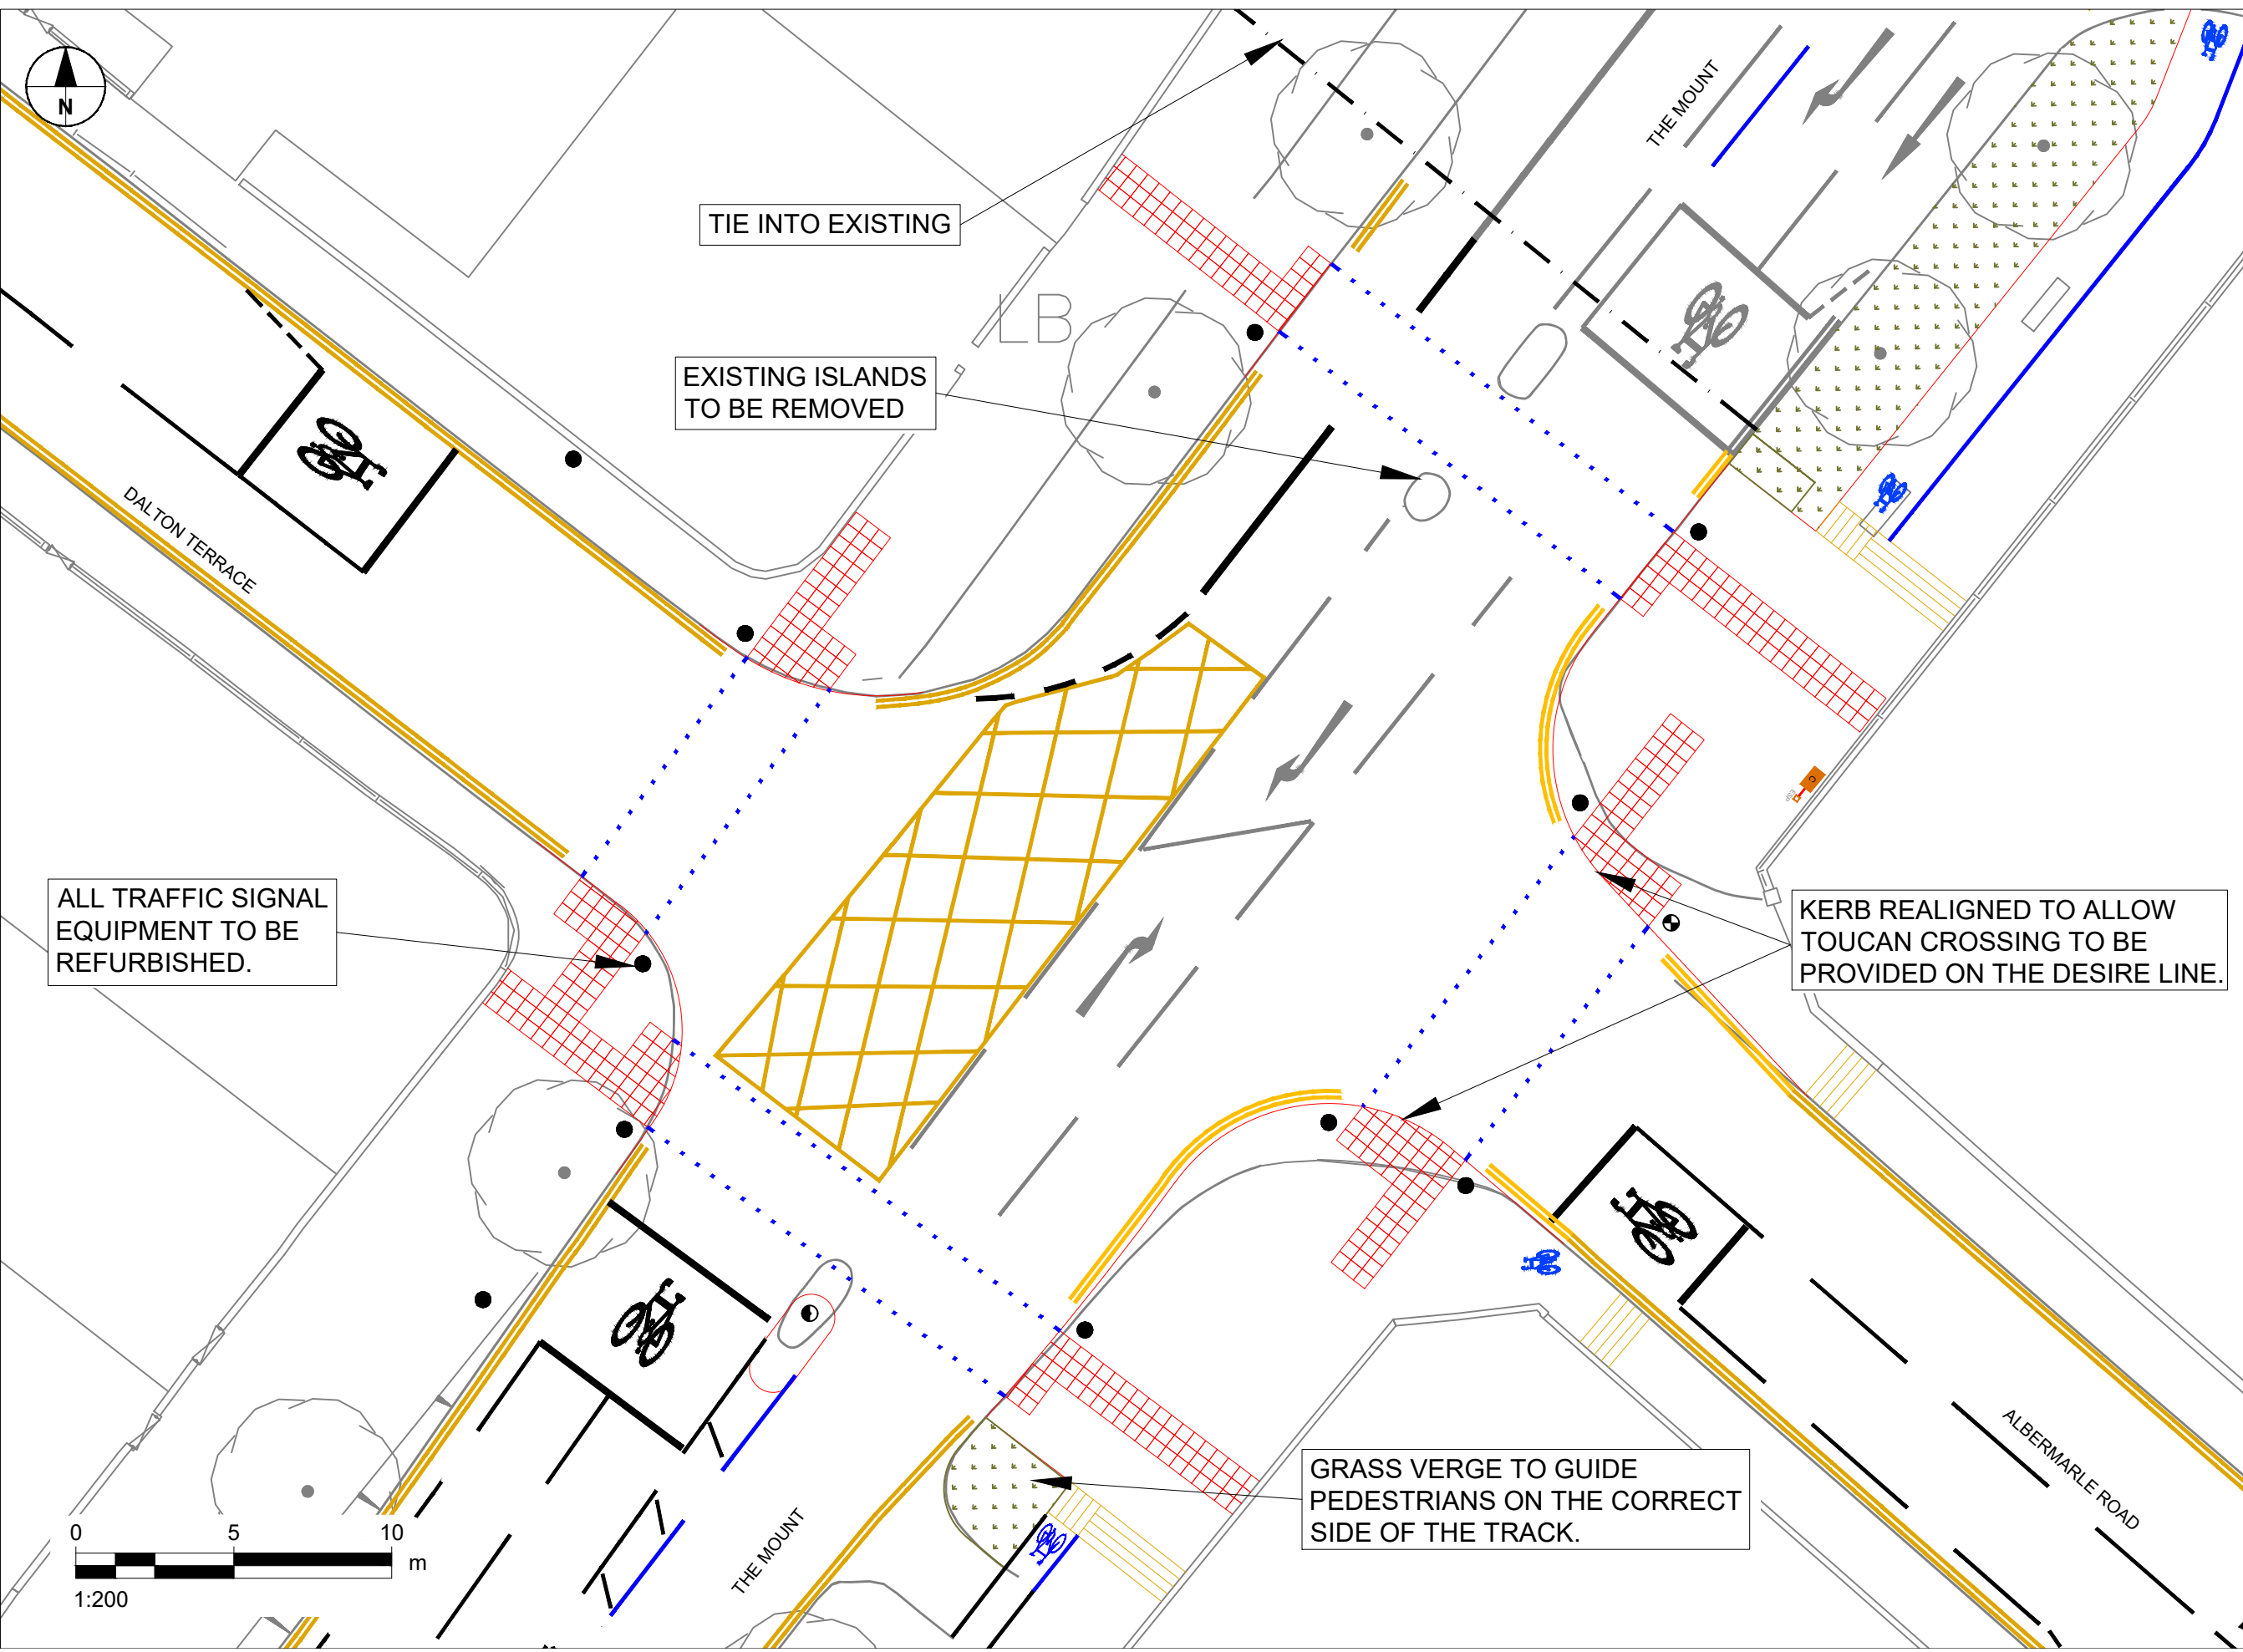 N
THE MOUNT
TIE INTO EXISTING
LB
EXISTING ISLANDS
TO BE REMOVED
DALTON TERRACE
C
ALL TRAFFIC SIGNAL
EQUIPMENT TO BE
REFURBISHED.
KERB REALIGNED TO ALLOW
TOUCAN CROSSING TO BE
PROVIDED ON THE DESIRE LINE.
GRASS VERGE TO GUIDE
PEDESTRIANS ON THE CORRECT
SIDE OF THE TRACK.
ALBERMARLE ROAD
THE MOUNT
0 5 10
m
1:200